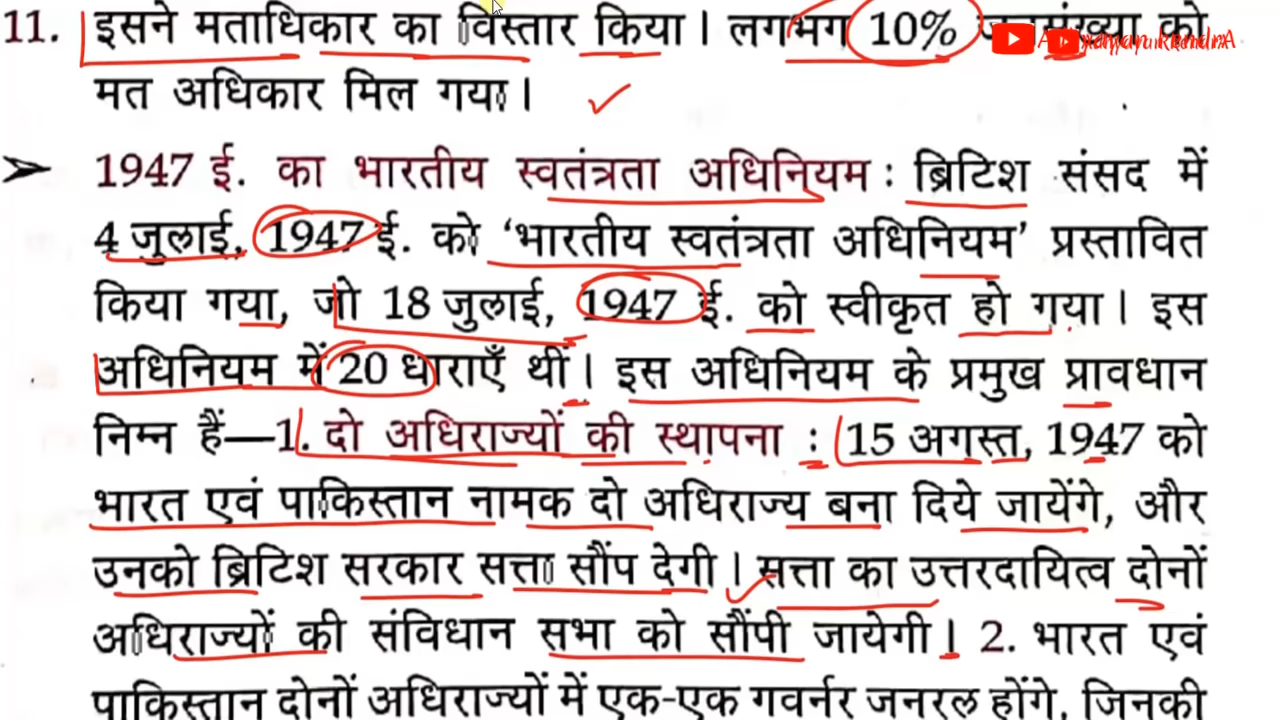 11. इसने मताधिकार का विस्तार किया। लगभग 10% जनसंख्या को
मत अधिकार मिल गया।
➢ 1947 ई. का भारतीय स्वतंत्रता अधिनियम : ब्रिटिश संसद में
4 जुलाई, 1947 ई. को ‘भारतीय स्वतंत्रता अधिनियम’ प्रस्तावित
किया गया, जो 18 जुलाई, 1947 ई. को स्वीकृत हो गया। इस
अधिनियम में 20 धाराएँ थीं। इस अधिनियम के प्रमुख प्रावधान
निम्न हैं—1. दो अधिराज्यों की स्थापना : 15 अगस्त, 1947 को
भारत एवं पाकिस्तान नामक दो अधिराज्य बना दिये जायेंगे, और
उनको ब्रिटिश सरकार सत्ता सौंप देगी। सत्ता का उत्तरदायित्व दोनों
अधिराज्यों की संविधान सभा को सौंपी जायेगी। 2. भारत एवं
पाकिस्तान दोनों अधिराज्यों में एक-एक गवर्नर जनरल होंगे, जिनकी